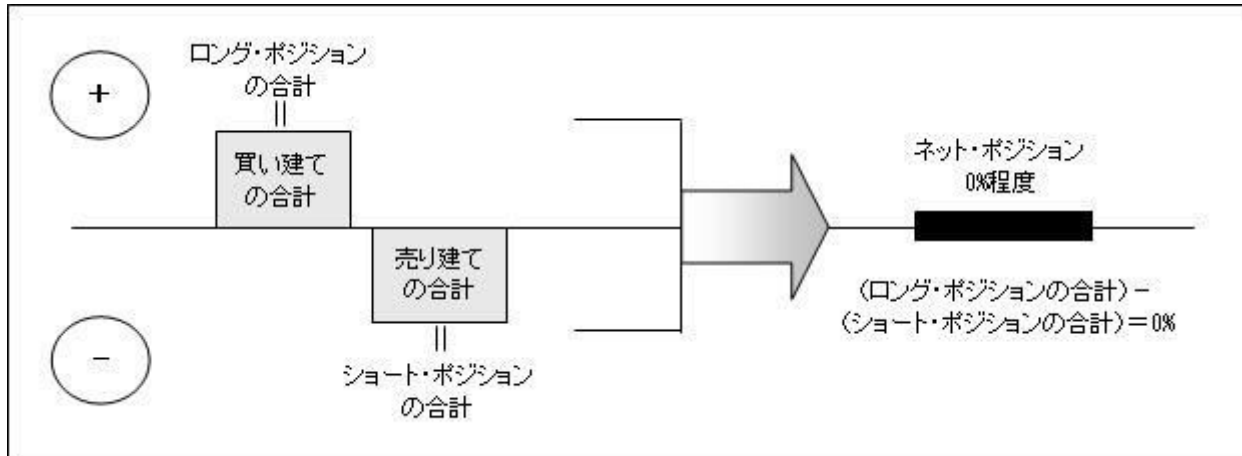 +
ロング・ポジション
の合計
||
買い建て
の合計
売り建て
の合計
||
ショート・ポジション
の合計
−
ネット・ポジション
0%程度
(ロング・ポジションの合計)−
(ショート・ポジションの合計)=0%